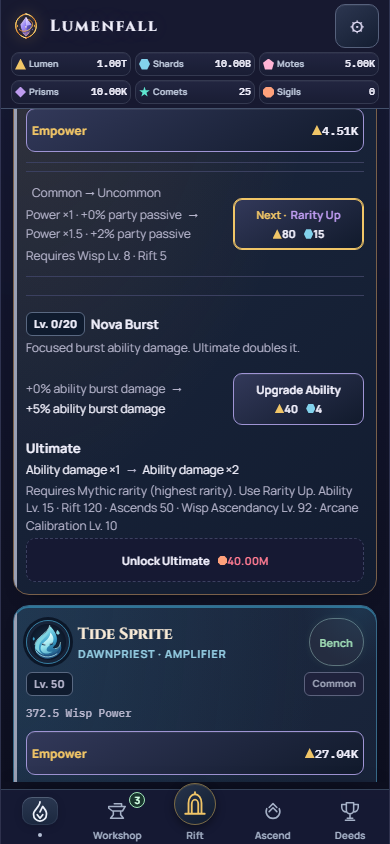 LUMENFALL
Lumen 1.00T Shards 10.00B Motes 5.00K
Prisms 10.00K Comets 25 Sigils 0
Empower 4.51K
Common → Uncommon
Power ×1 · +0% party passive →
Power ×1.5 · +2% party passive
Requires Wisp Lv. 8 · Rift 5
Next · Rarity Up
80 15
Lv. 0/20 Nova Burst
Focused burst ability damage. Ultimate doubles it.
+0% ability burst damage →
+5% ability burst damage
Upgrade Ability
40 4
Ultimate
Ability damage ×1 → Ability damage ×2
Requires Mythic rarity (highest rarity). Use Rarity Up. Ability
Lv. 15 · Rift 120 · Ascends 50 · Wisp Ascendancy Lv. 92 · Arcane
Calibration Lv. 10
Unlock Ultimate 40.00M
TIDE SPRITE
DAWNPRIEST · AMPLIFIER
Bench
Lv. 50
Common
372.5 Wisp Power
Empower 27.04K
3
Workshop Rift Ascend Deeds